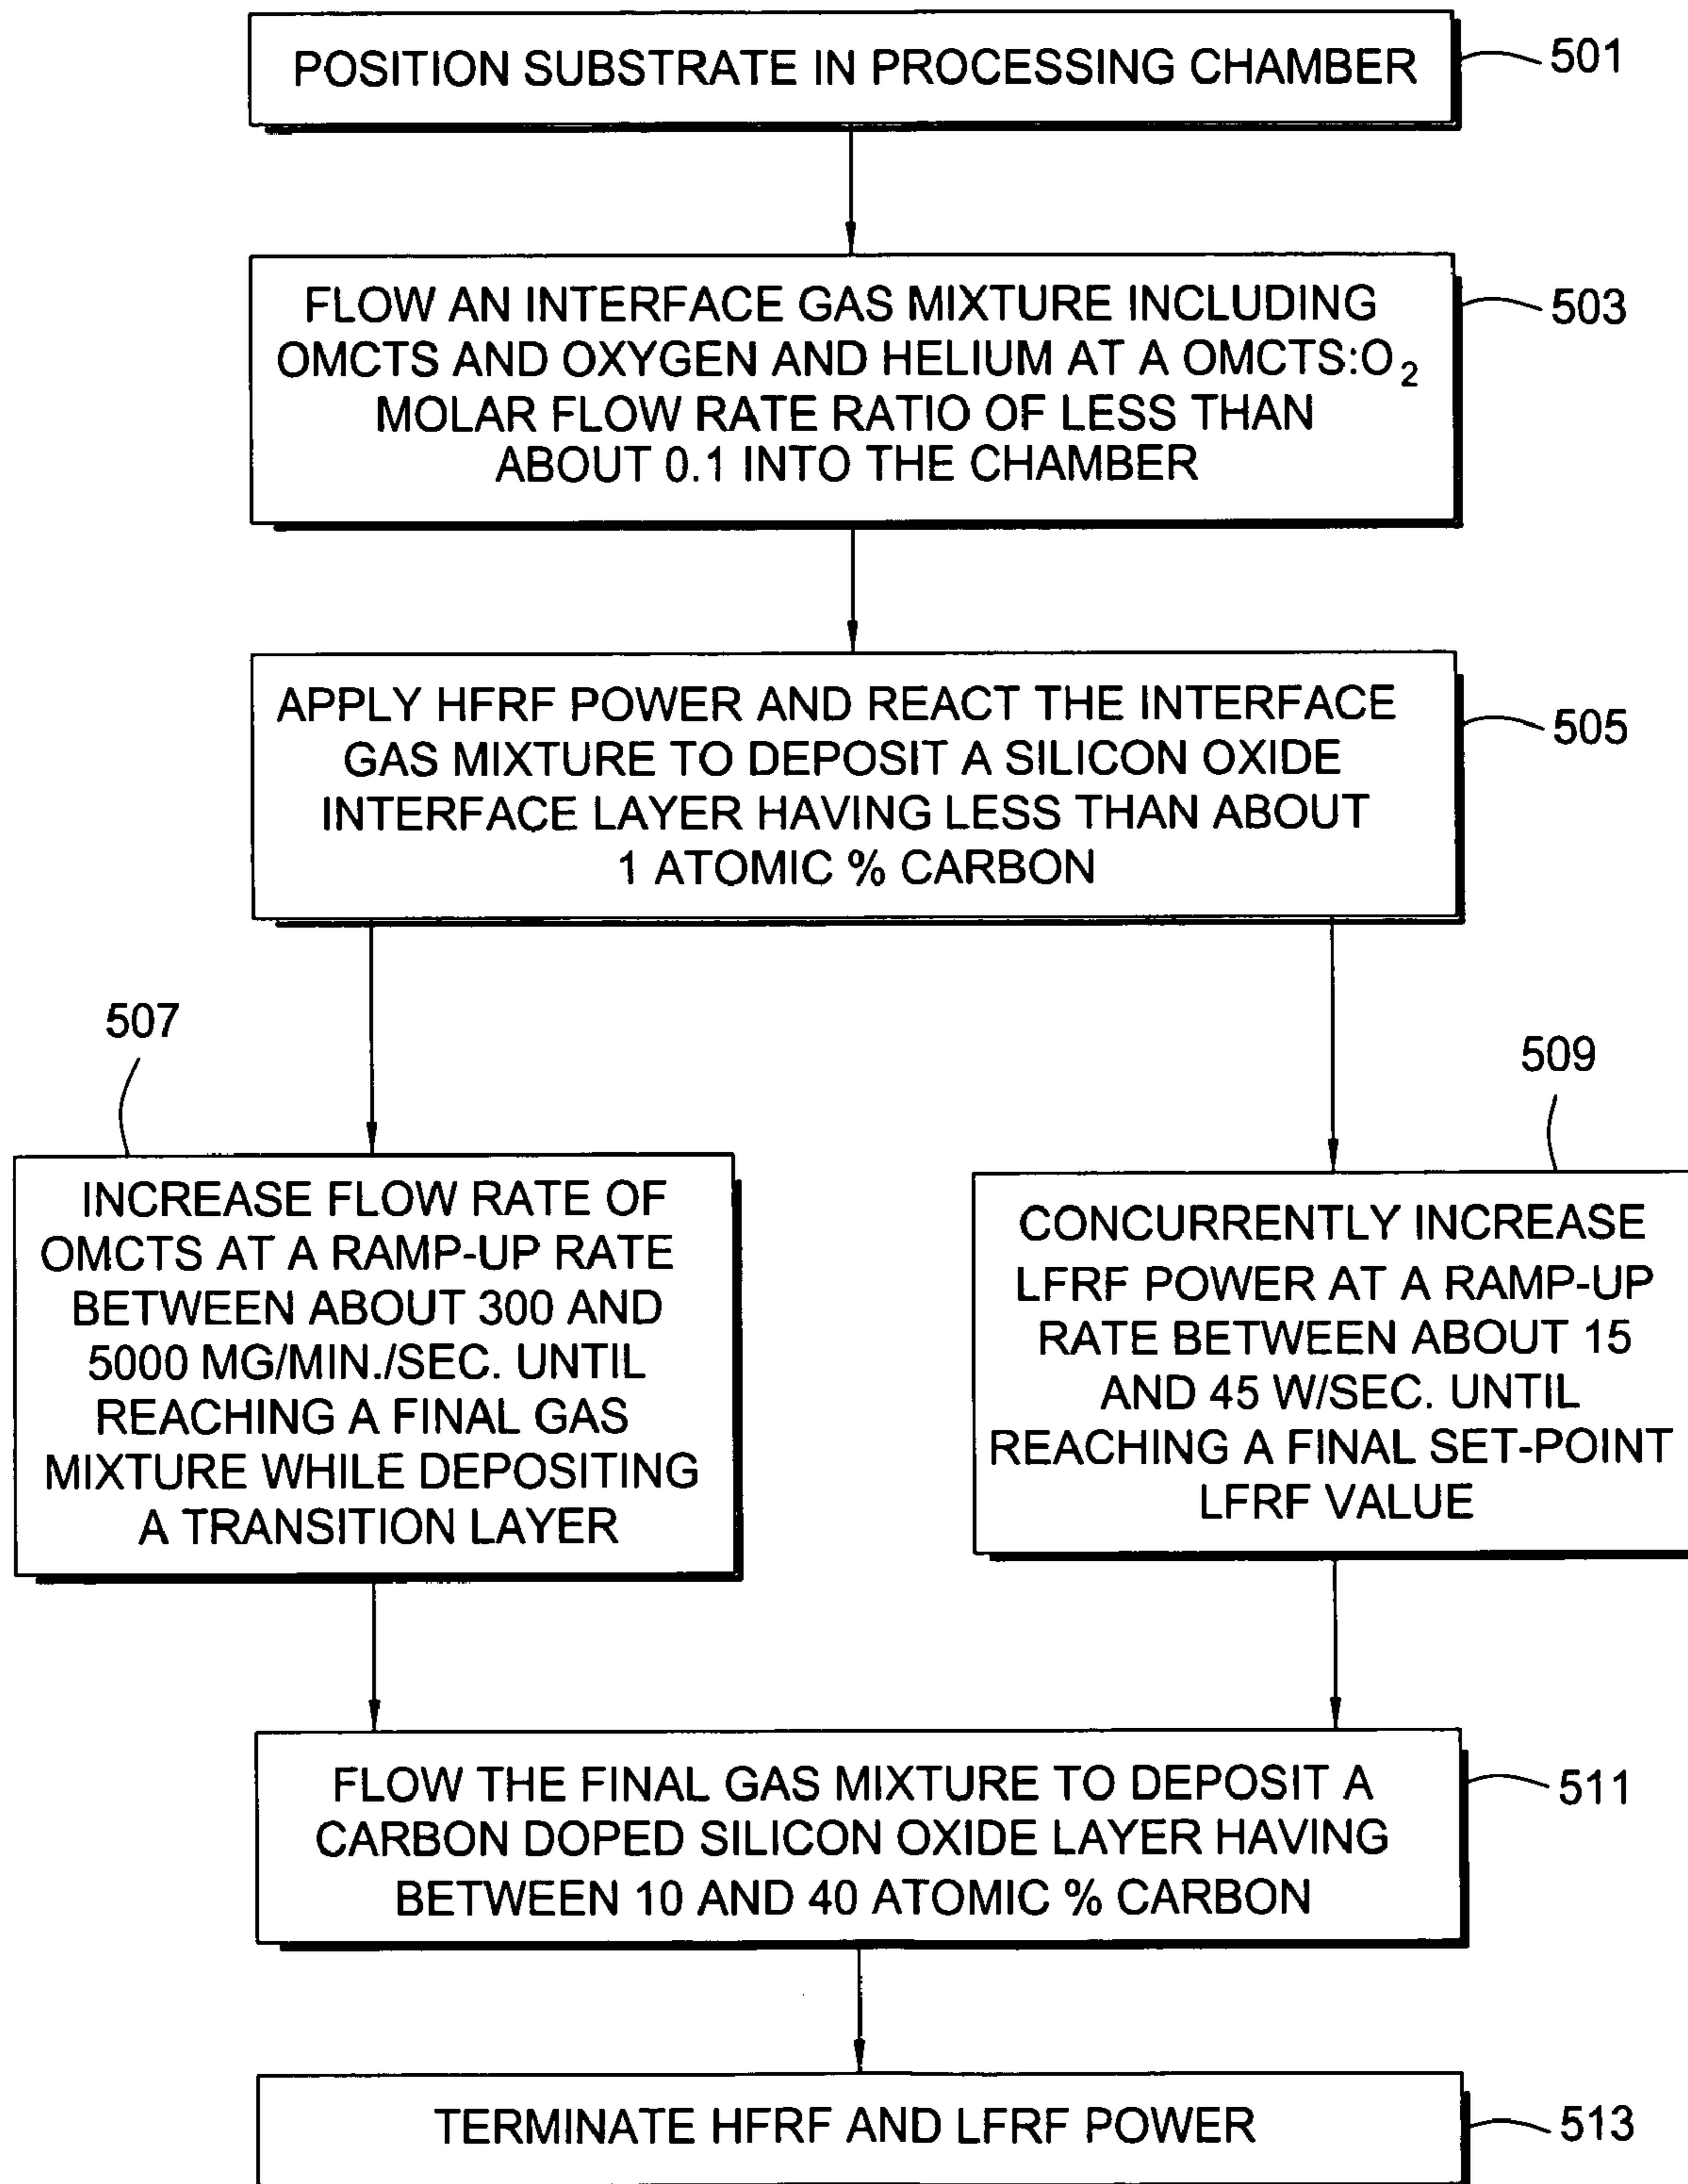 POSITION SUBSTRATE IN PROCESSING CHAMBER
501
FLOW AN INTERFACE GAS MIXTURE INCLUDING
OMCTS AND OXYGEN AND HELIUM AT A OMCTS:O₂
MOLAR FLOW RATE RATIO OF LESS THAN
ABOUT 0.1 INTO THE CHAMBER
503
APPLY HFRF POWER AND REACT THE INTERFACE
GAS MIXTURE TO DEPOSIT A SILICON OXIDE
INTERFACE LAYER HAVING LESS THAN ABOUT
1 ATOMIC % CARBON
505
507
INCREASE FLOW RATE OF
OMCTS AT A RAMP-UP RATE
BETWEEN ABOUT 300 AND
5000 MG/MIN./SEC. UNTIL
REACHING A FINAL GAS
MIXTURE WHILE DEPOSITING
A TRANSITION LAYER
509
CONCURRENTLY INCREASE
LFRF POWER AT A RAMP-UP
RATE BETWEEN ABOUT 15
AND 45 W/SEC. UNTIL
REACHING A FINAL SET-POINT
LFRF VALUE
FLOW THE FINAL GAS MIXTURE TO DEPOSIT A
CARBON DOPED SILICON OXIDE LAYER HAVING
BETWEEN 10 AND 40 ATOMIC % CARBON
511
TERMINATE HFRF AND LFRF POWER
513